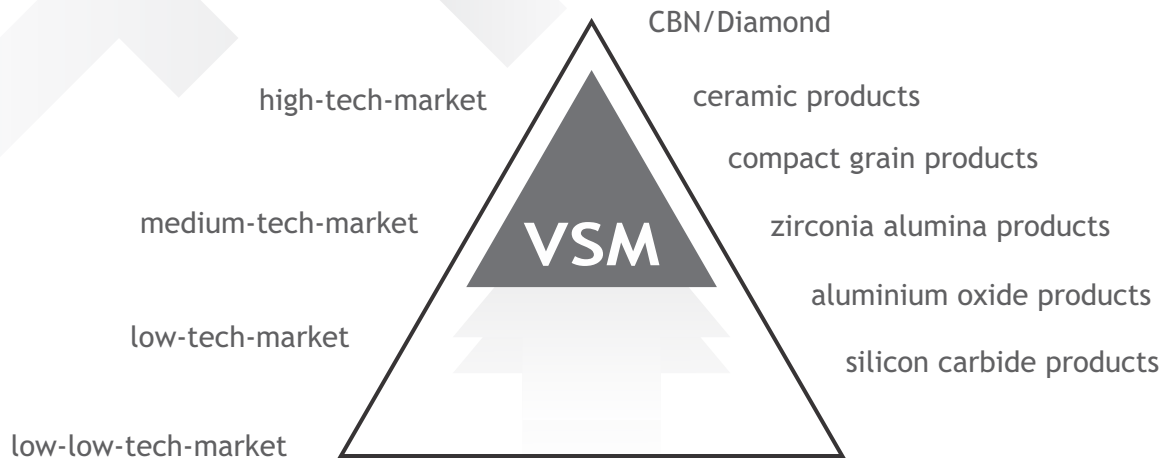 CBN/Diamond
high-tech-market
ceramic products
compact grain products
medium-tech-market
zirconia alumina products
VSM
aluminium oxide products
low-tech-market
silicon carbide products
low-low-tech-market